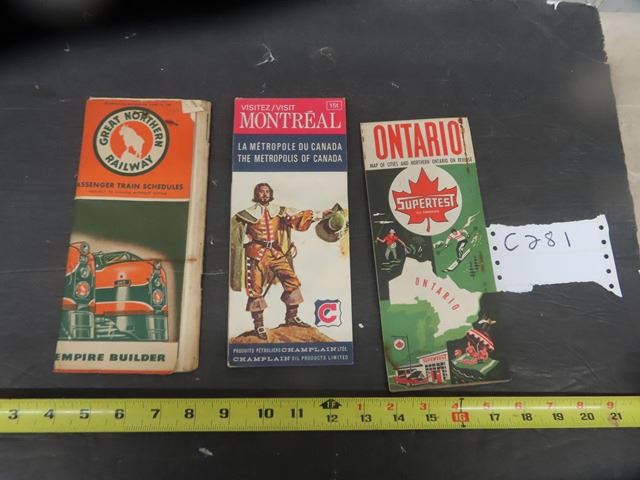 GREAT NORTHERN
RAILWAY
PASSENGER TRAIN SCHEDULES
EMPIRE BUILDER
VISITEZ/VISIT
15¢
MONTRÉAL
LA MÉTROPOLE DU CANADA
THE METROPOLIS OF CANADA
C
PRODUITS PÉTROLIERS CHAMPLAIN LTÉE.
CHAMPLAIN OIL PRODUCTS LIMITED
ONTARIO
MAP OF CITIES AND NORTHERN ONTARIO ON REVERSE
SUPERTEST
ONTARIO
SUPERTEST
C281
3 4 5 6 7 8 9 10 11 12 13 14 15 16 17 18 19 20 21